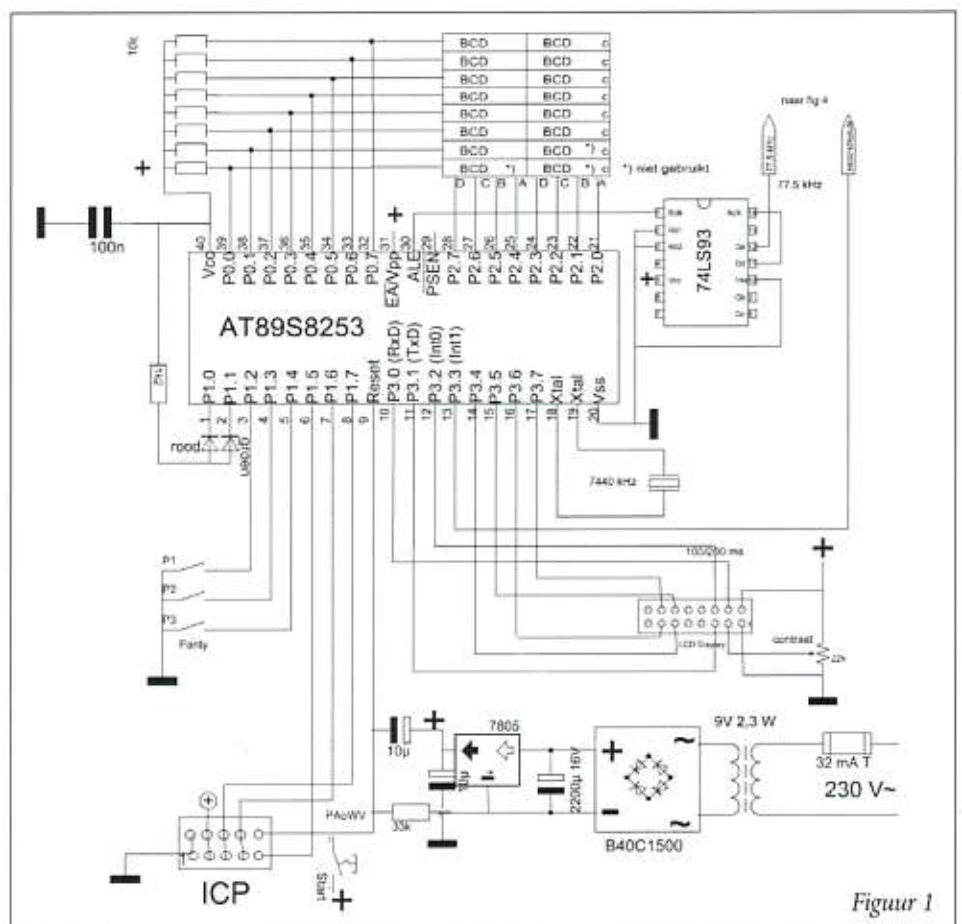 10k
BCD BCD c
BCD BCD c
BCD BCD c
BCD BCD c
BCD BCD c
BCD BCD c
BCD BCD *) c
BCD *) BCD *) c
*) niet gebruikt
D C B A D C B A
naar fig 4
77.5 kHz
77.5 kHz
100n
74LS93
40 39 38 37 36 35 34 33 32 31 30 29 28 27 26 25 24 23 22 21
Vcc P0.0 P0.1 P0.2 P0.3 P0.4 P0.5 P0.6 P0.7 EA/Vpp ALE PSEN P2.7 P2.6 P2.5 P2.4 P2.3 P2.2 P2.1 P2.0
AT89S8253
P1.0 P1.1 P1.2 P1.3 P1.4 P1.5 P1.6 P1.7 Reset P3.0 (RxD) P3.1 (TxD) P3.2 (Int0) P3.3 (Int1) P3.4 P3.5 P3.6 P3.7 Xtal Xtal Vss
1 2 3 4 5 6 7 8 9 10 11 12 13 14 15 16 17 18 19 20
1k2
rood
groen
7440 kHz
P1
P2
P3
Parity
100/200 ms
LCD Display
contrast
22k
10µ
7805
10µ
2200µ 16V
9V 2,3 W
32 mA T
230 V~
PAoWV
33k
B40C1500
Start
ICP
Figuur 1